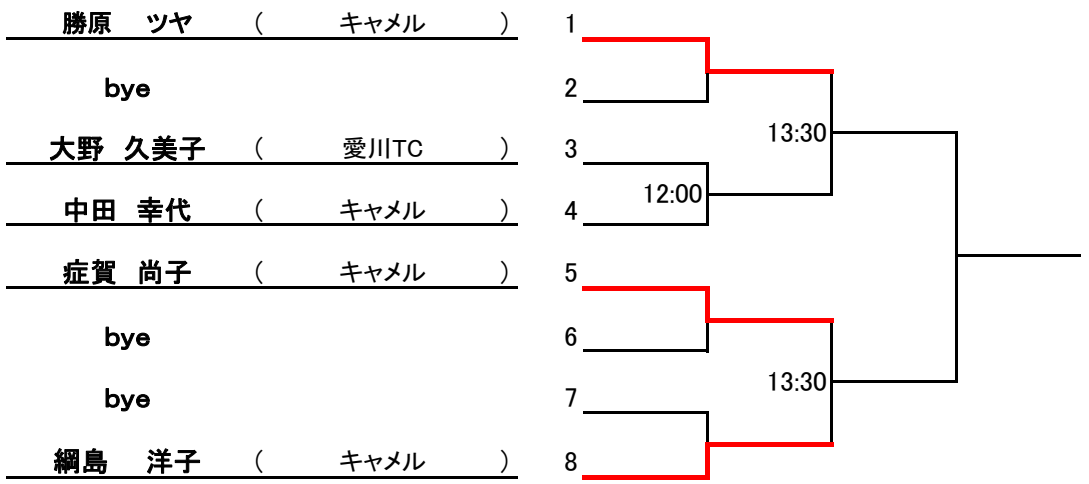 勝原 ツヤ ( キャメル ) 1
bye 2
13:30
大野 久美子 ( 愛川TC ) 3
12:00
中田 幸代 ( キャメル ) 4
症賀 尚子 ( キャメル ) 5
bye 6
13:30
bye 7
綱島 洋子 ( キャメル ) 8